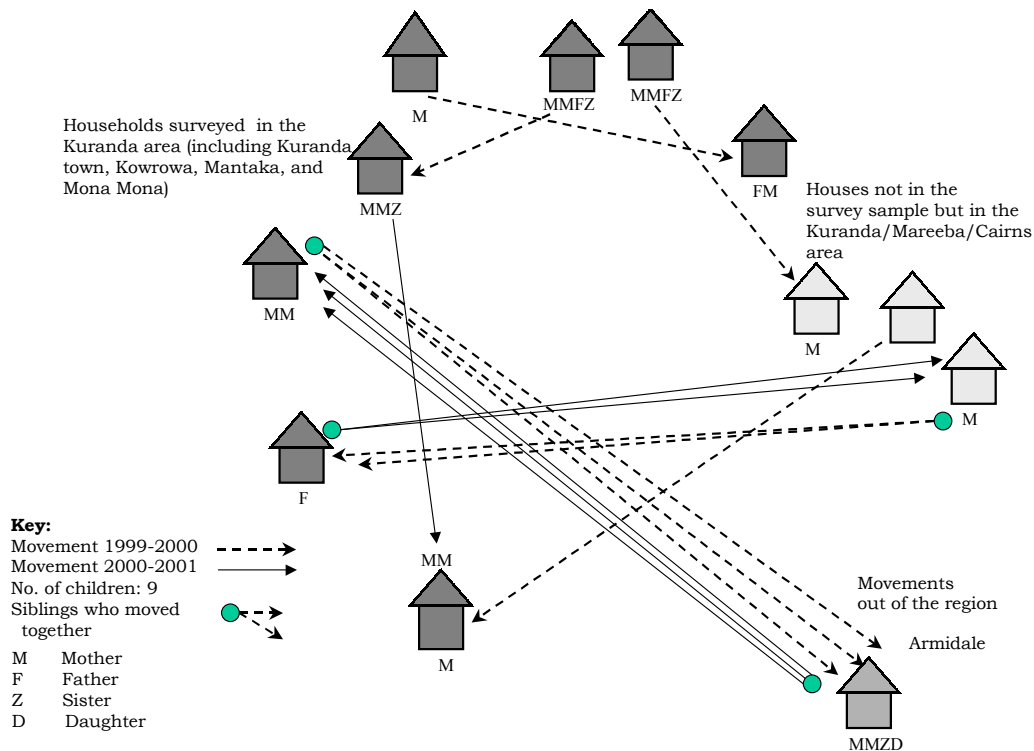 M
MMFZ
MMFZ
Households surveyed in the
Kuranda area (including Kuranda
town, Kowrowa, Mantaka, and
Mona Mona)
MMZ
FM
Houses not in the
survey sample but in the
Kuranda/Mareeba/Cairns
area
MM
M
M
F
MM
M
Key:
Movement 1999-2000
Movement 2000-2001
No. of children: 9
Siblings who moved
together
M Mother
F Father
Z Sister
D Daughter
Movements
out of the region
Armidale
MMZD